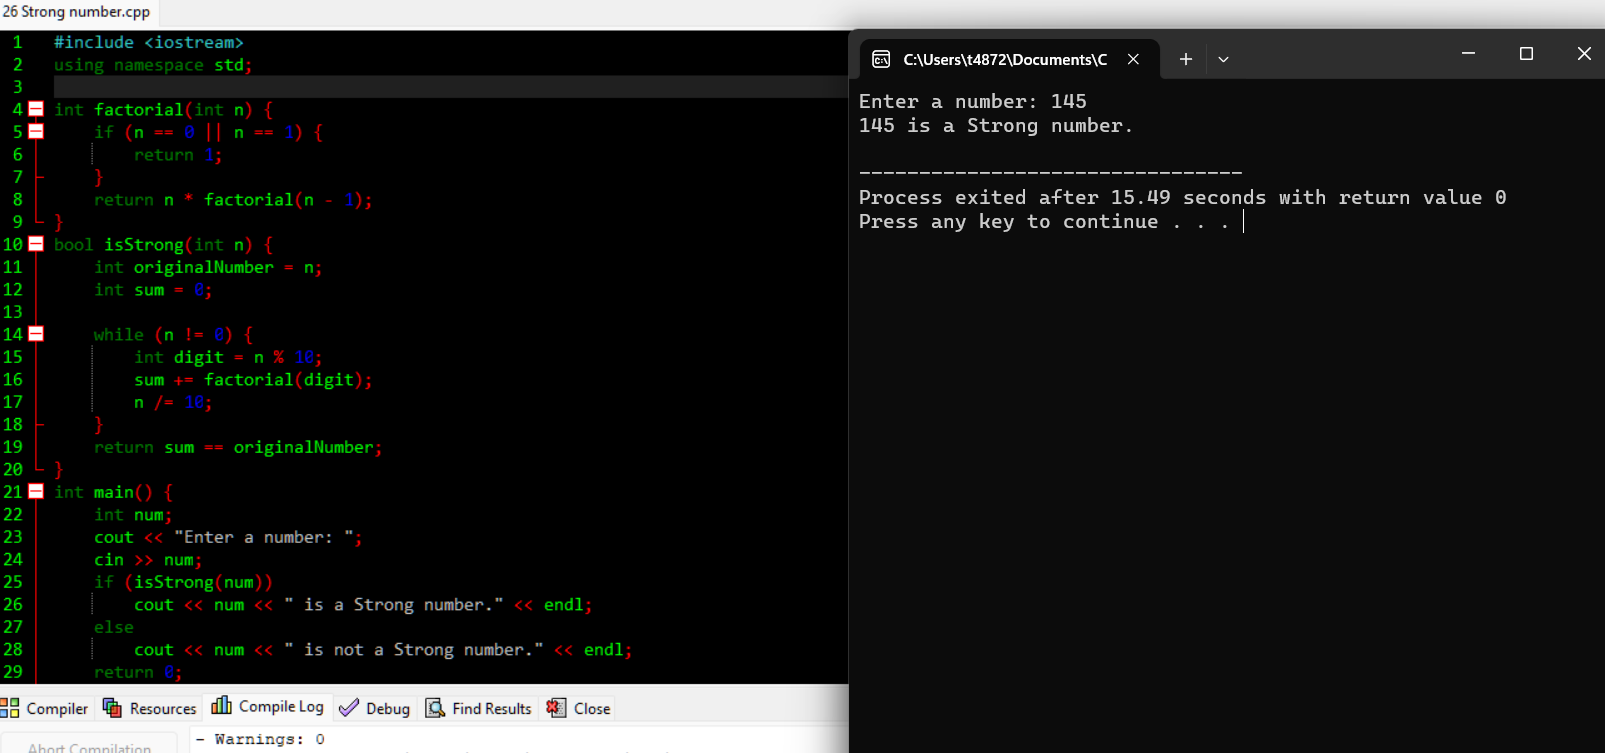 26 Strong number.cpp
1 #include <iostream>
2 using namespace std;
3
4 int factorial(int n) {
5     if (n == 0 || n == 1) {
6         return 1;
7     }
8     return n * factorial(n - 1);
9 }
10 bool isStrong(int n) {
11     int originalNumber = n;
12     int sum = 0;
13
14     while (n != 0) {
15         int digit = n % 10;
16         sum += factorial(digit);
17         n /= 10;
18     }
19     return sum == originalNumber;
20 }
21 int main() {
22     int num;
23     cout << "Enter a number: ";
24     cin >> num;
25     if (isStrong(num))
26         cout << num << " is a Strong number." << endl;
27     else
28         cout << num << " is not a Strong number." << endl;
29     return 0;
Compiler Resources Compile Log Debug Find Results Close
Abort Compilation
- Warnings: 0
C:\Users\t4872\Documents\C
Enter a number: 145
145 is a Strong number.
--------------------------------
Process exited after 15.49 seconds with return value 0
Press any key to continue . . .